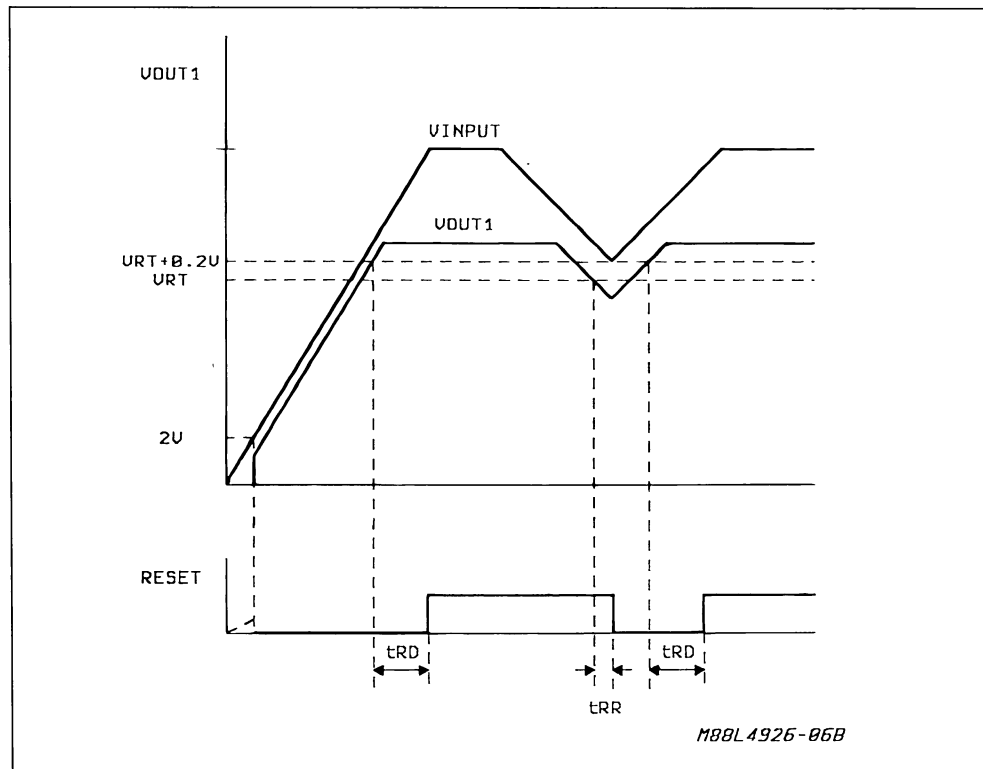 VOUT1
VINPUT
VOUT1
VRT+0.2V
VRT
2V
RESET
tRD
tRD
tRR
M88L4926-06B